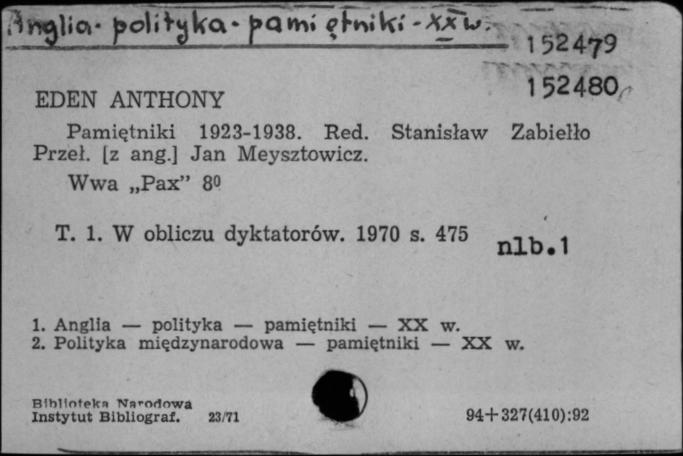 Anglia - polityka - pamiętniki - XX w.
152479
152480
EDEN ANTHONY
Pamiętniki 1923-1938. Red. Stanisław Zabiełło
Przeł. [z ang.] Jan Meysztowicz.
Wwa „Pax” 8º
T. 1. W obliczu dyktatorów. 1970 s. 475 nlb.1
1. Anglia — polityka — pamiętniki — XX w.
2. Polityka międzynarodowa — pamiętniki — XX w.
Biblioteka Narodowa
Instytut Bibliograf. 23/71 94+327(410):92